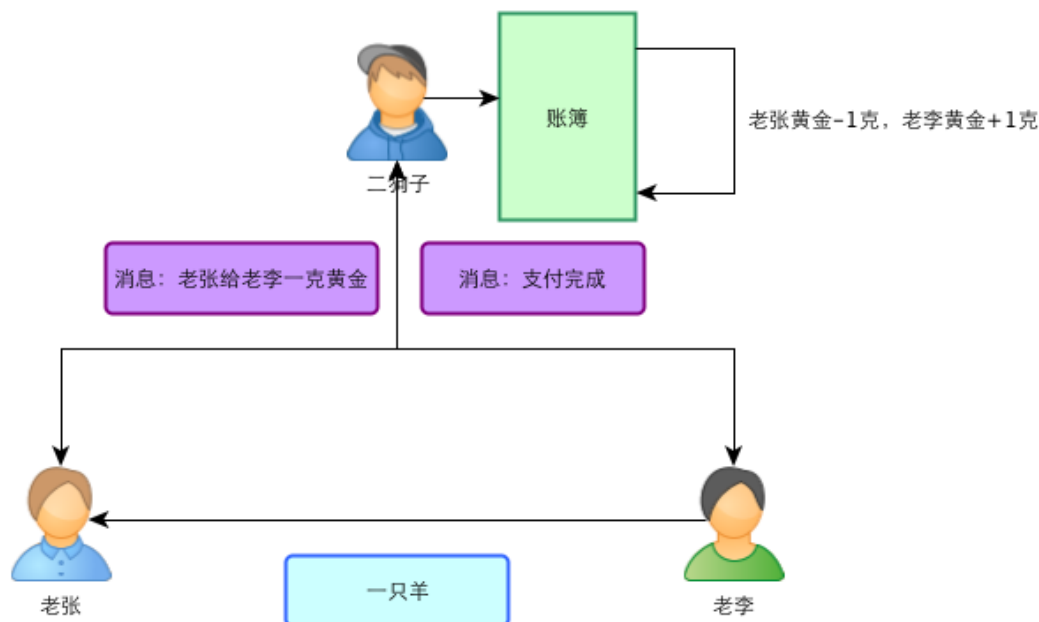 账簿
老张黄金-1克，老李黄金+1克
二狗子
消息：老张给老李一克黄金
消息：支付完成
一只羊
老张
老李